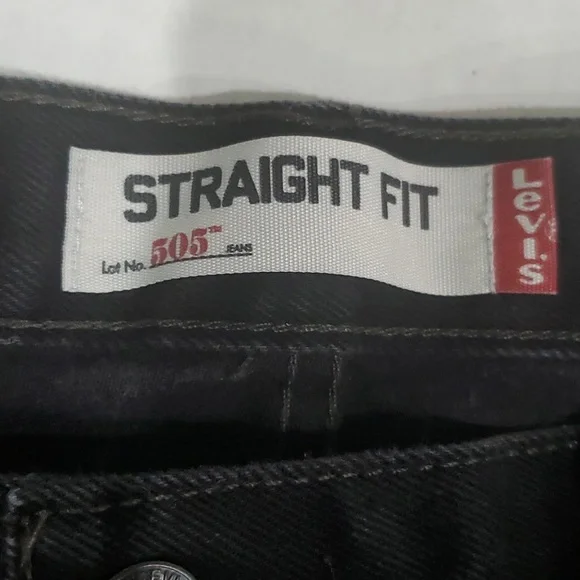 STRAIGHT FIT
Lot No. 505™ JEANS
Levi's